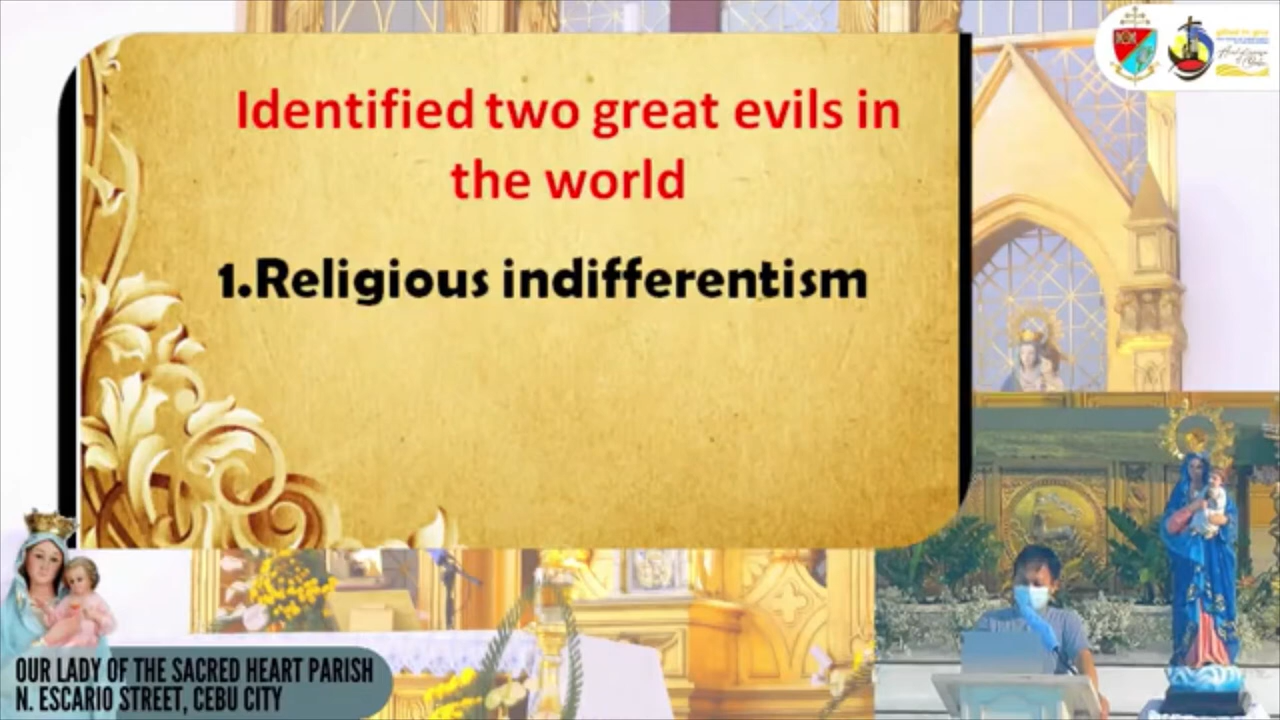 Identified two great evils in
the world
1.Religious indifferentism
OUR LADY OF THE SACRED HEART PARISH
N. ESCARIO STREET, CEBU CITY